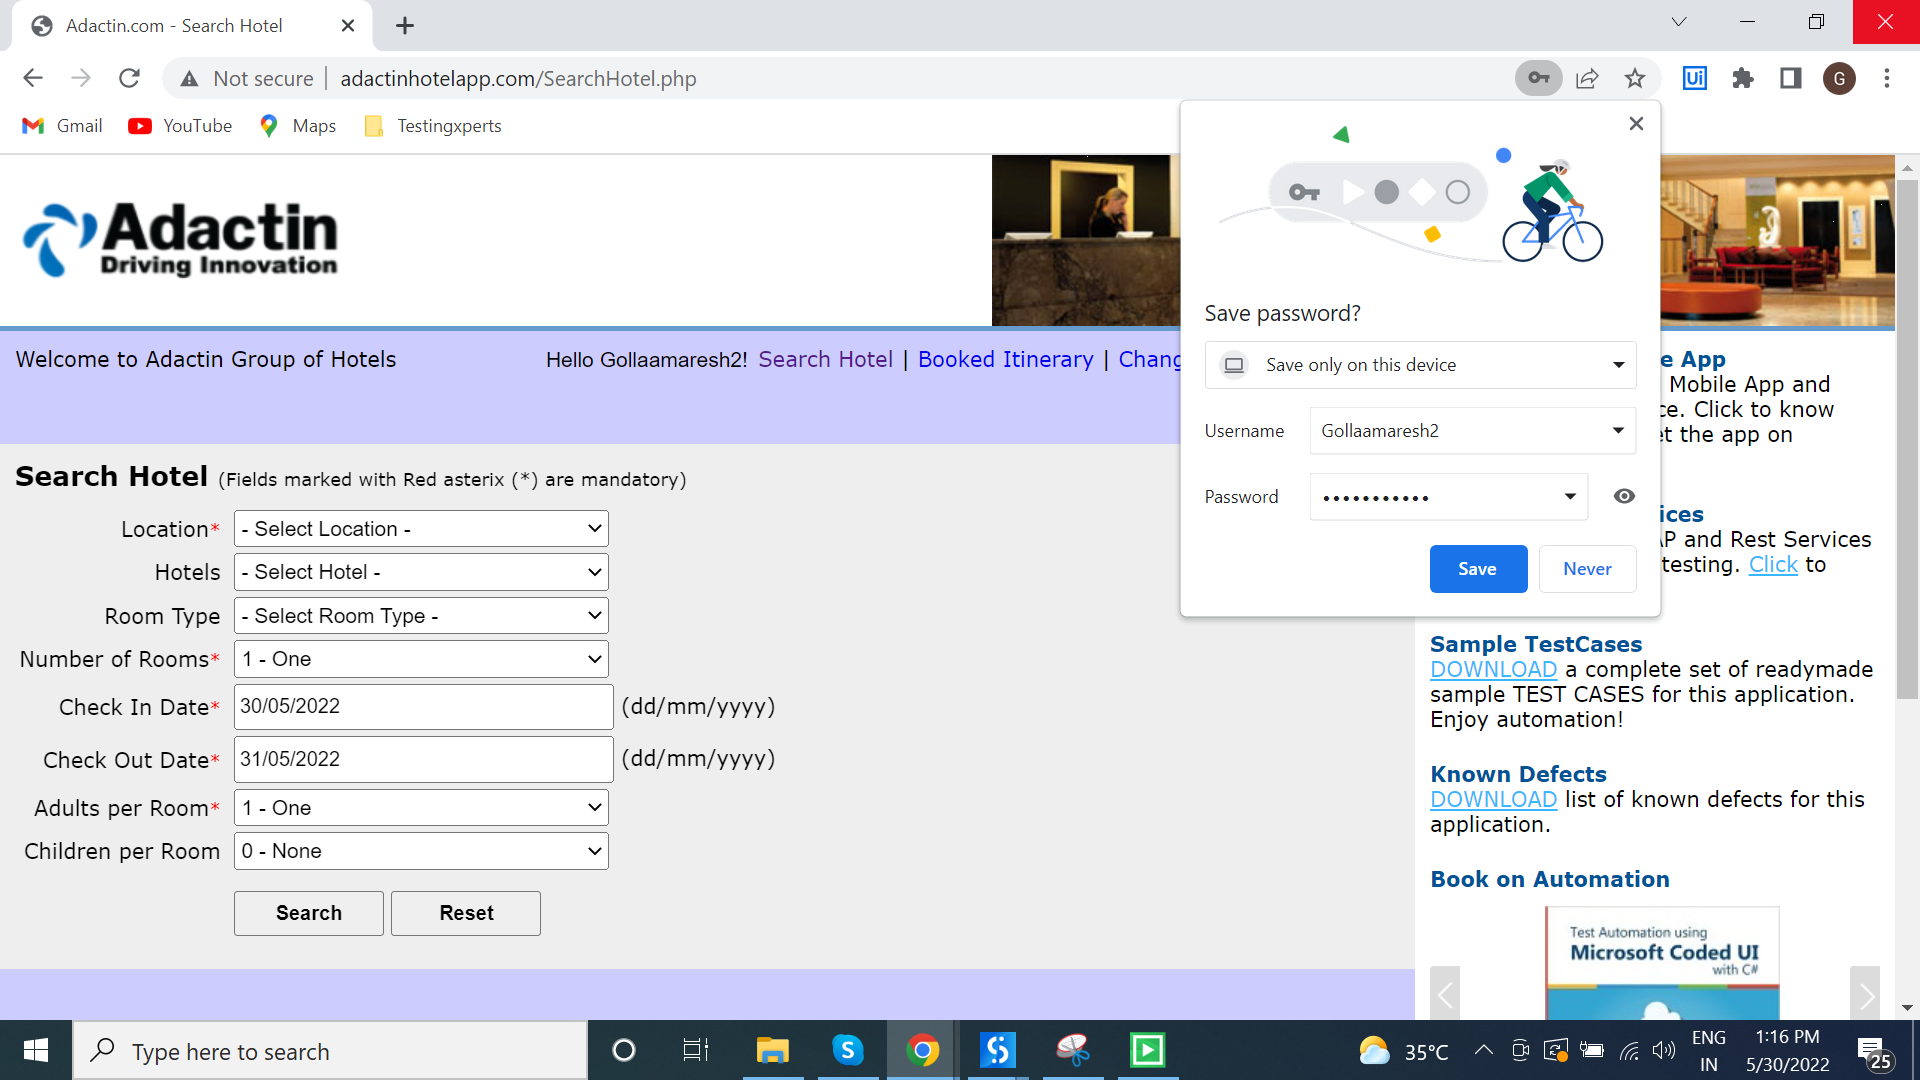 Adactin.com - Search Hotel
Not secure
adactinhotelapp.com/SearchHotel.php
Ui
G
Gmail
YouTube
Maps
Testingxperts
Adactin
Driving Innovation
Save password?
Save only on this device
Username
Gollaamaresh2
Password
•••••••••••
Save
Never
Welcome to Adactin Group of Hotels
Hello Gollaamaresh2! Search Hotel | Booked Itinerary | Chang
Search Hotel (Fields marked with Red asterix (*) are mandatory)
Location* - Select Location -
Hotels - Select Hotel -
Room Type - Select Room Type -
Number of Rooms* 1 - One
Check In Date* 30/05/2022 (dd/mm/yyyy)
Check Out Date* 31/05/2022 (dd/mm/yyyy)
Adults per Room* 1 - One
Children per Room 0 - None
Search Reset
e App
Mobile App and
ce. Click to know
et the app on
ices
AP and Rest Services
testing. Click to
Sample TestCases
DOWNLOAD a complete set of readymade
sample TEST CASES for this application.
Enjoy automation!
Known Defects
DOWNLOAD list of known defects for this
application.
Book on Automation
Test Automation using
Microsoft Coded UI
with C#
Type here to search
35°C
ENG
IN
1:16 PM
5/30/2022
25